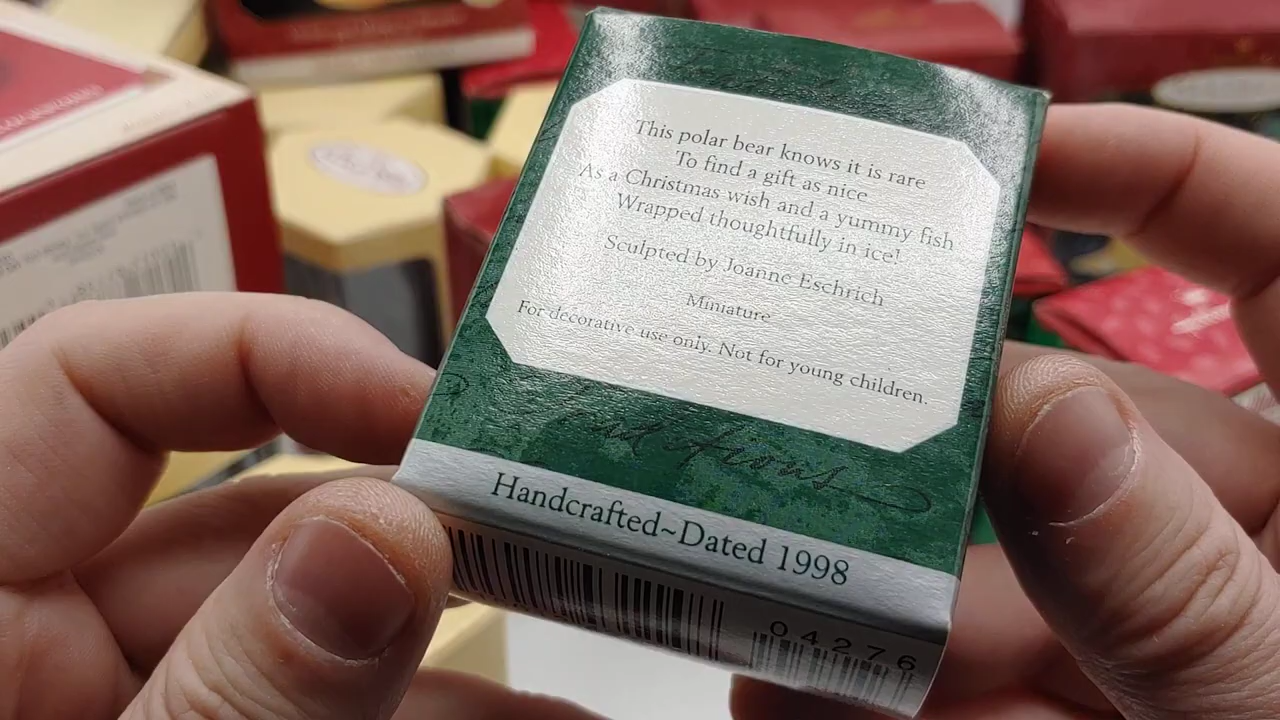 This polar bear knows it is rare
To find a gift as nice
As a Christmas wish and a yummy fish
Wrapped thoughtfully in ice!
Sculpted by Joanne Eschrich
Miniature
For decorative use only. Not for young children.
Handcrafted~Dated 1998
04276